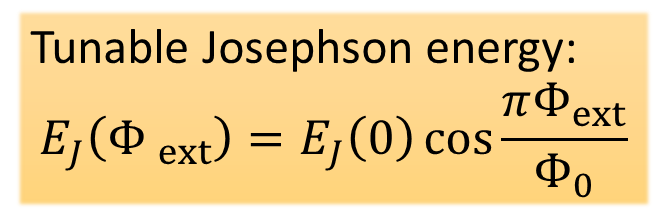 Tunable Josephson energy:
𝐸_𝐽(Φ_ext) = 𝐸_𝐽(0) cos 𝜋Φ_ext/Φ_0